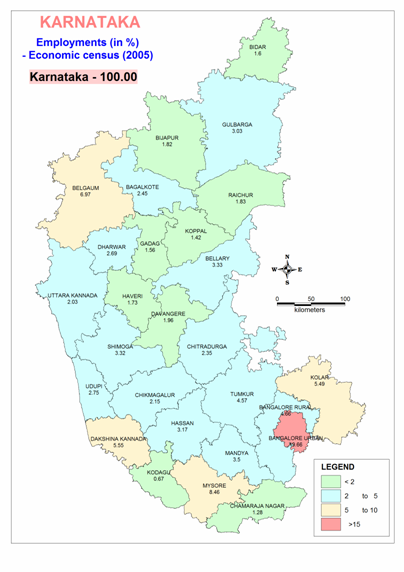 KARNATAKA
Employments (in %)
- Economic census (2005)
Karnataka - 100.00
BIDAR
1.6
GULBARGA
3.03
BIJAPUR
1.82
BELGAUM
6.97
BAGALKOTE
2.45
RAICHUR
1.83
KOPPAL
1.42
DHARWAR
2.69
GADAG
1.56
BELLARY
3.33
UTTARA KANNADA
2.03
HAVERI
1.73
DAVANGERE
1.96
SHIMOGA
3.32
CHITRADURGA
2.35
UDUPI
2.75
CHIKMAGALUR
2.15
TUMKUR
4.57
KOLAR
5.49
BANGALORE RURAL
4.66
DAKSHINA KANNADA
5.55
HASSAN
3.17
BANGALORE URBAN
19.66
MANDYA
3.5
KODAGU
0.67
MYSORE
8.46
CHAMARAJA NAGAR
1.28
N
W E
S
0 50 100
kilometers
LEGEND
< 2
2 to 5
5 to 10
>15